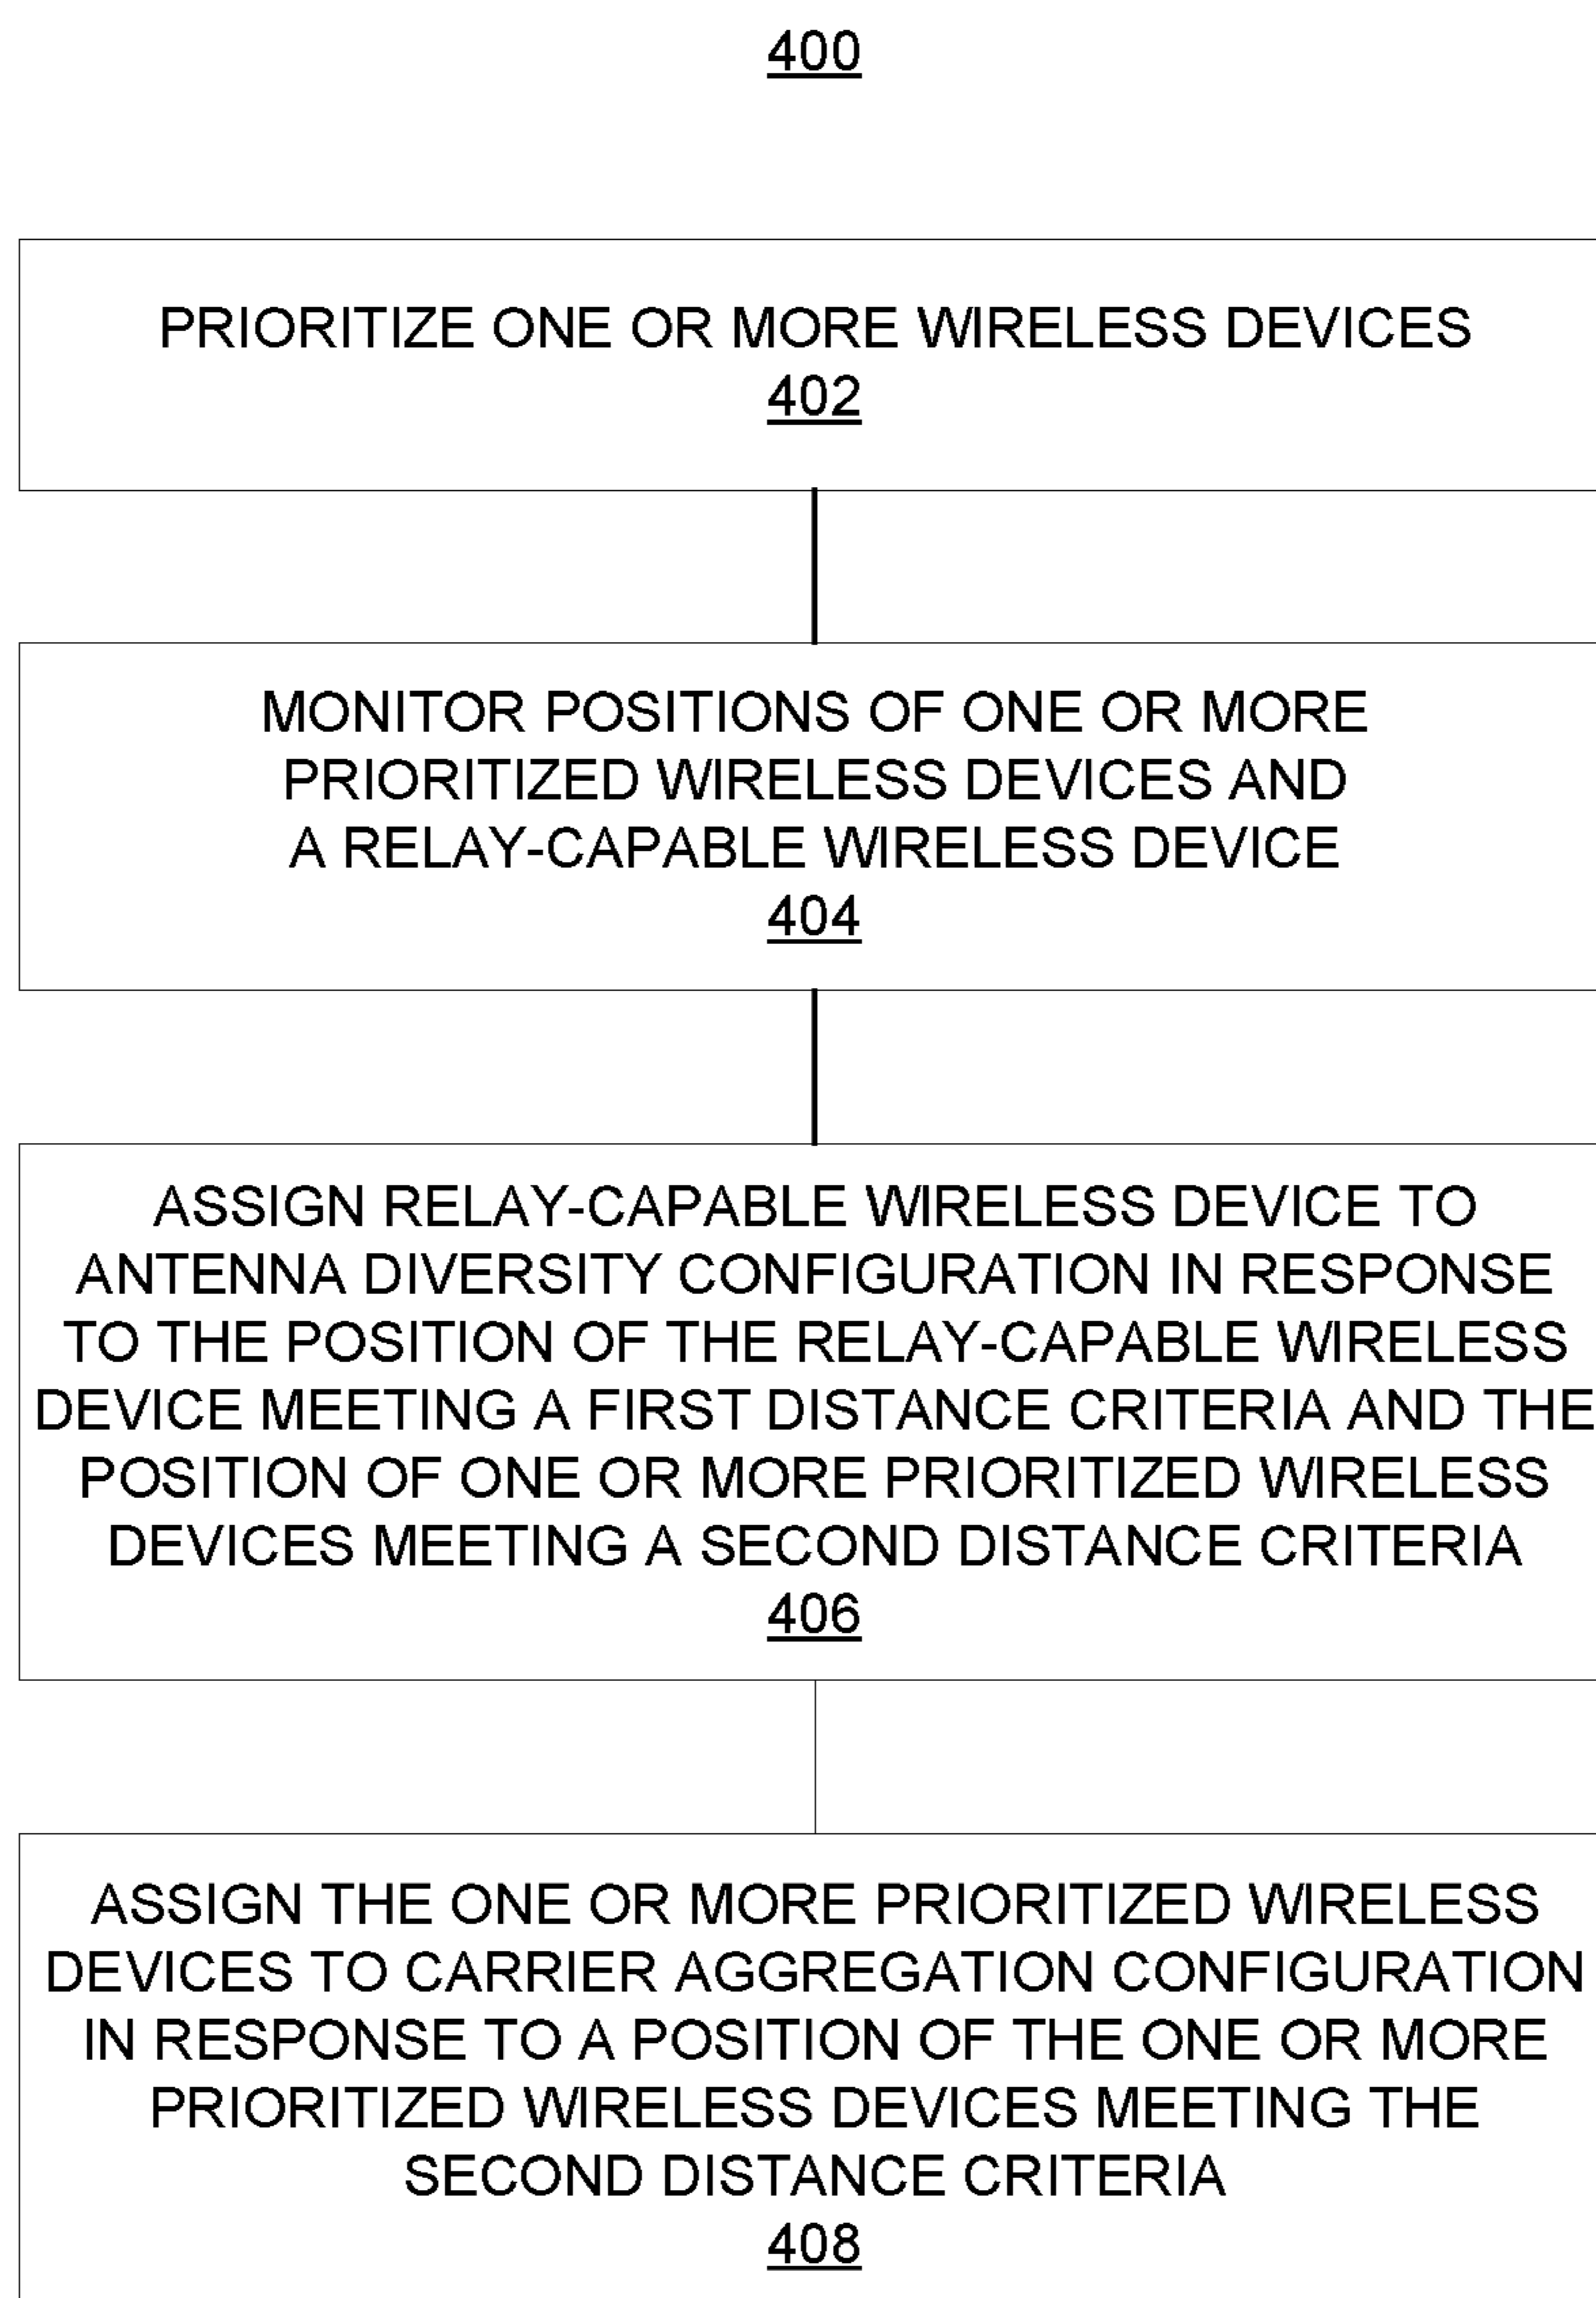 400
PRIORITIZE ONE OR MORE WIRELESS DEVICES
402
MONITOR POSITIONS OF ONE OR MORE
PRIORITIZED WIRELESS DEVICES AND
A RELAY-CAPABLE WIRELESS DEVICE
404
ASSIGN RELAY-CAPABLE WIRELESS DEVICE TO
ANTENNA DIVERSITY CONFIGURATION IN RESPONSE
TO THE POSITION OF THE RELAY-CAPABLE WIRELESS
DEVICE MEETING A FIRST DISTANCE CRITERIA AND THE
POSITION OF ONE OR MORE PRIORITIZED WIRELESS
DEVICES MEETING A SECOND DISTANCE CRITERIA
406
ASSIGN THE ONE OR MORE PRIORITIZED WIRELESS
DEVICES TO CARRIER AGGREGATION CONFIGURATION
IN RESPONSE TO A POSITION OF THE ONE OR MORE
PRIORITIZED WIRELESS DEVICES MEETING THE
SECOND DISTANCE CRITERIA
408